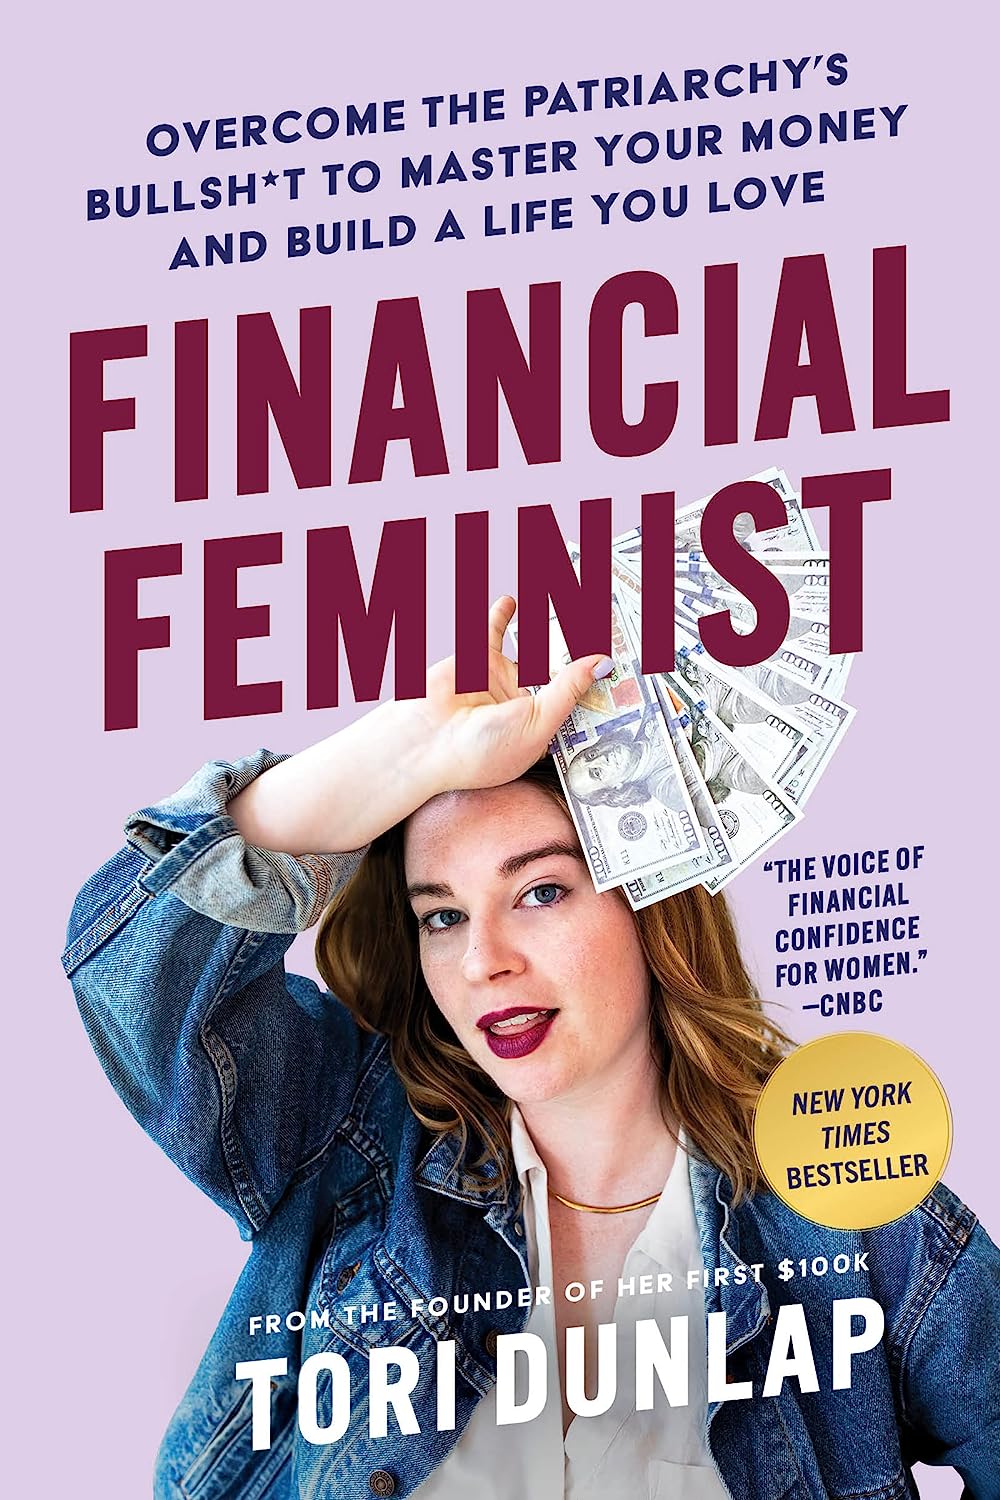 OVERCOME THE PATRIARCHY'S
BULLSH*T TO MASTER YOUR MONEY
AND BUILD A LIFE YOU LOVE
FINANCIAL
FEMINIST
"THE VOICE OF
FINANCIAL
CONFIDENCE
FOR WOMEN."
—CNBC
NEW YORK
TIMES
BESTSELLER
FROM THE FOUNDER OF HER FIRST $100K
TORI DUNLAP